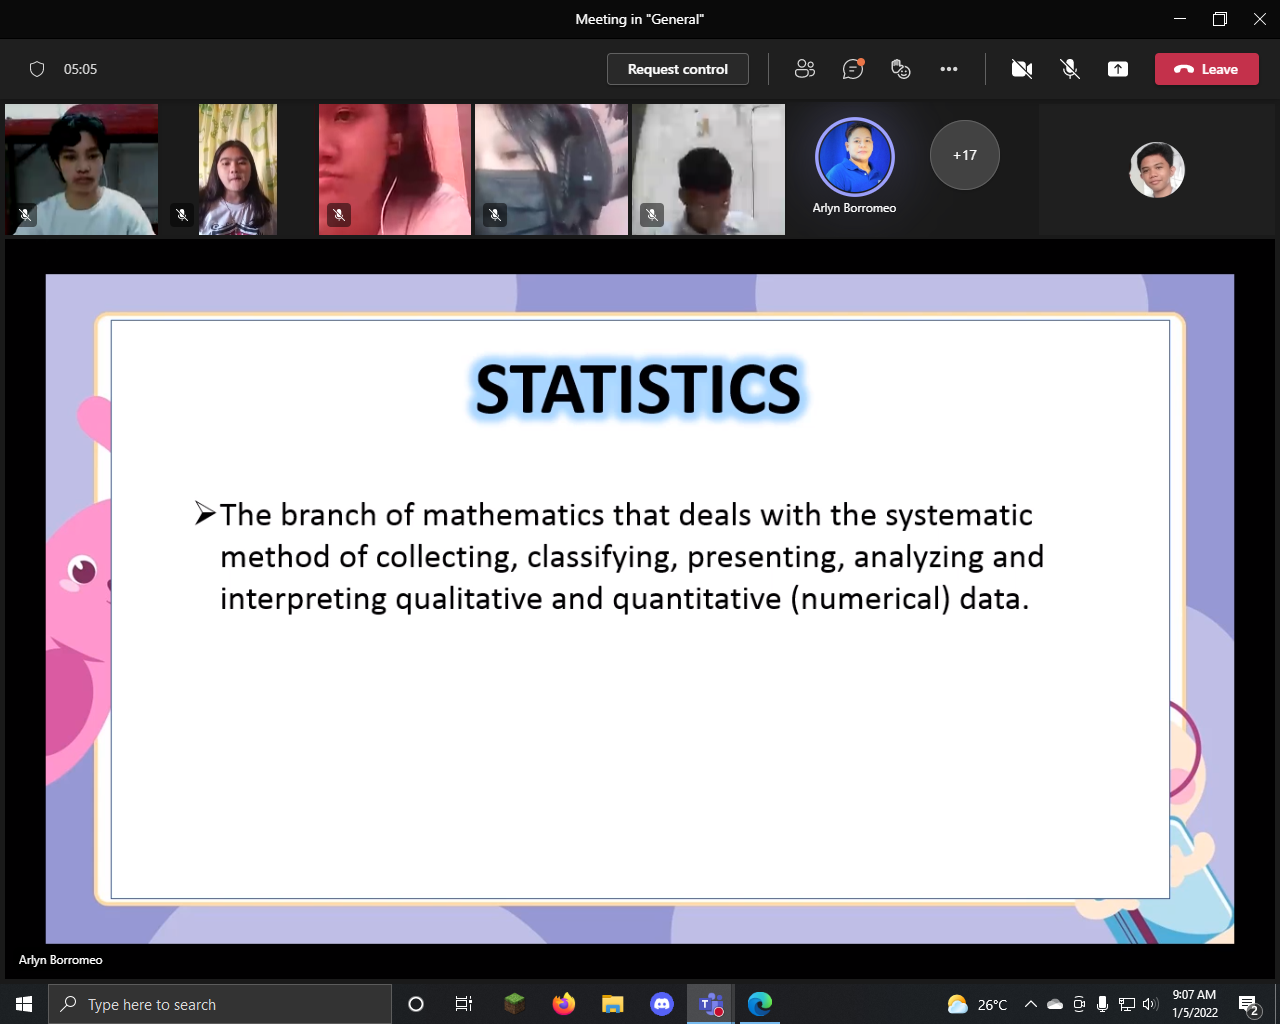 Meeting in "General"
05:05
Request control
Leave
Arlyn Borromeo
+17
STATISTICS
The branch of mathematics that deals with the systematic
method of collecting, classifying, presenting, analyzing and
interpreting qualitative and quantitative (numerical) data.
Arlyn Borromeo
Type here to search
26°C
9:07 AM
1/5/2022
2